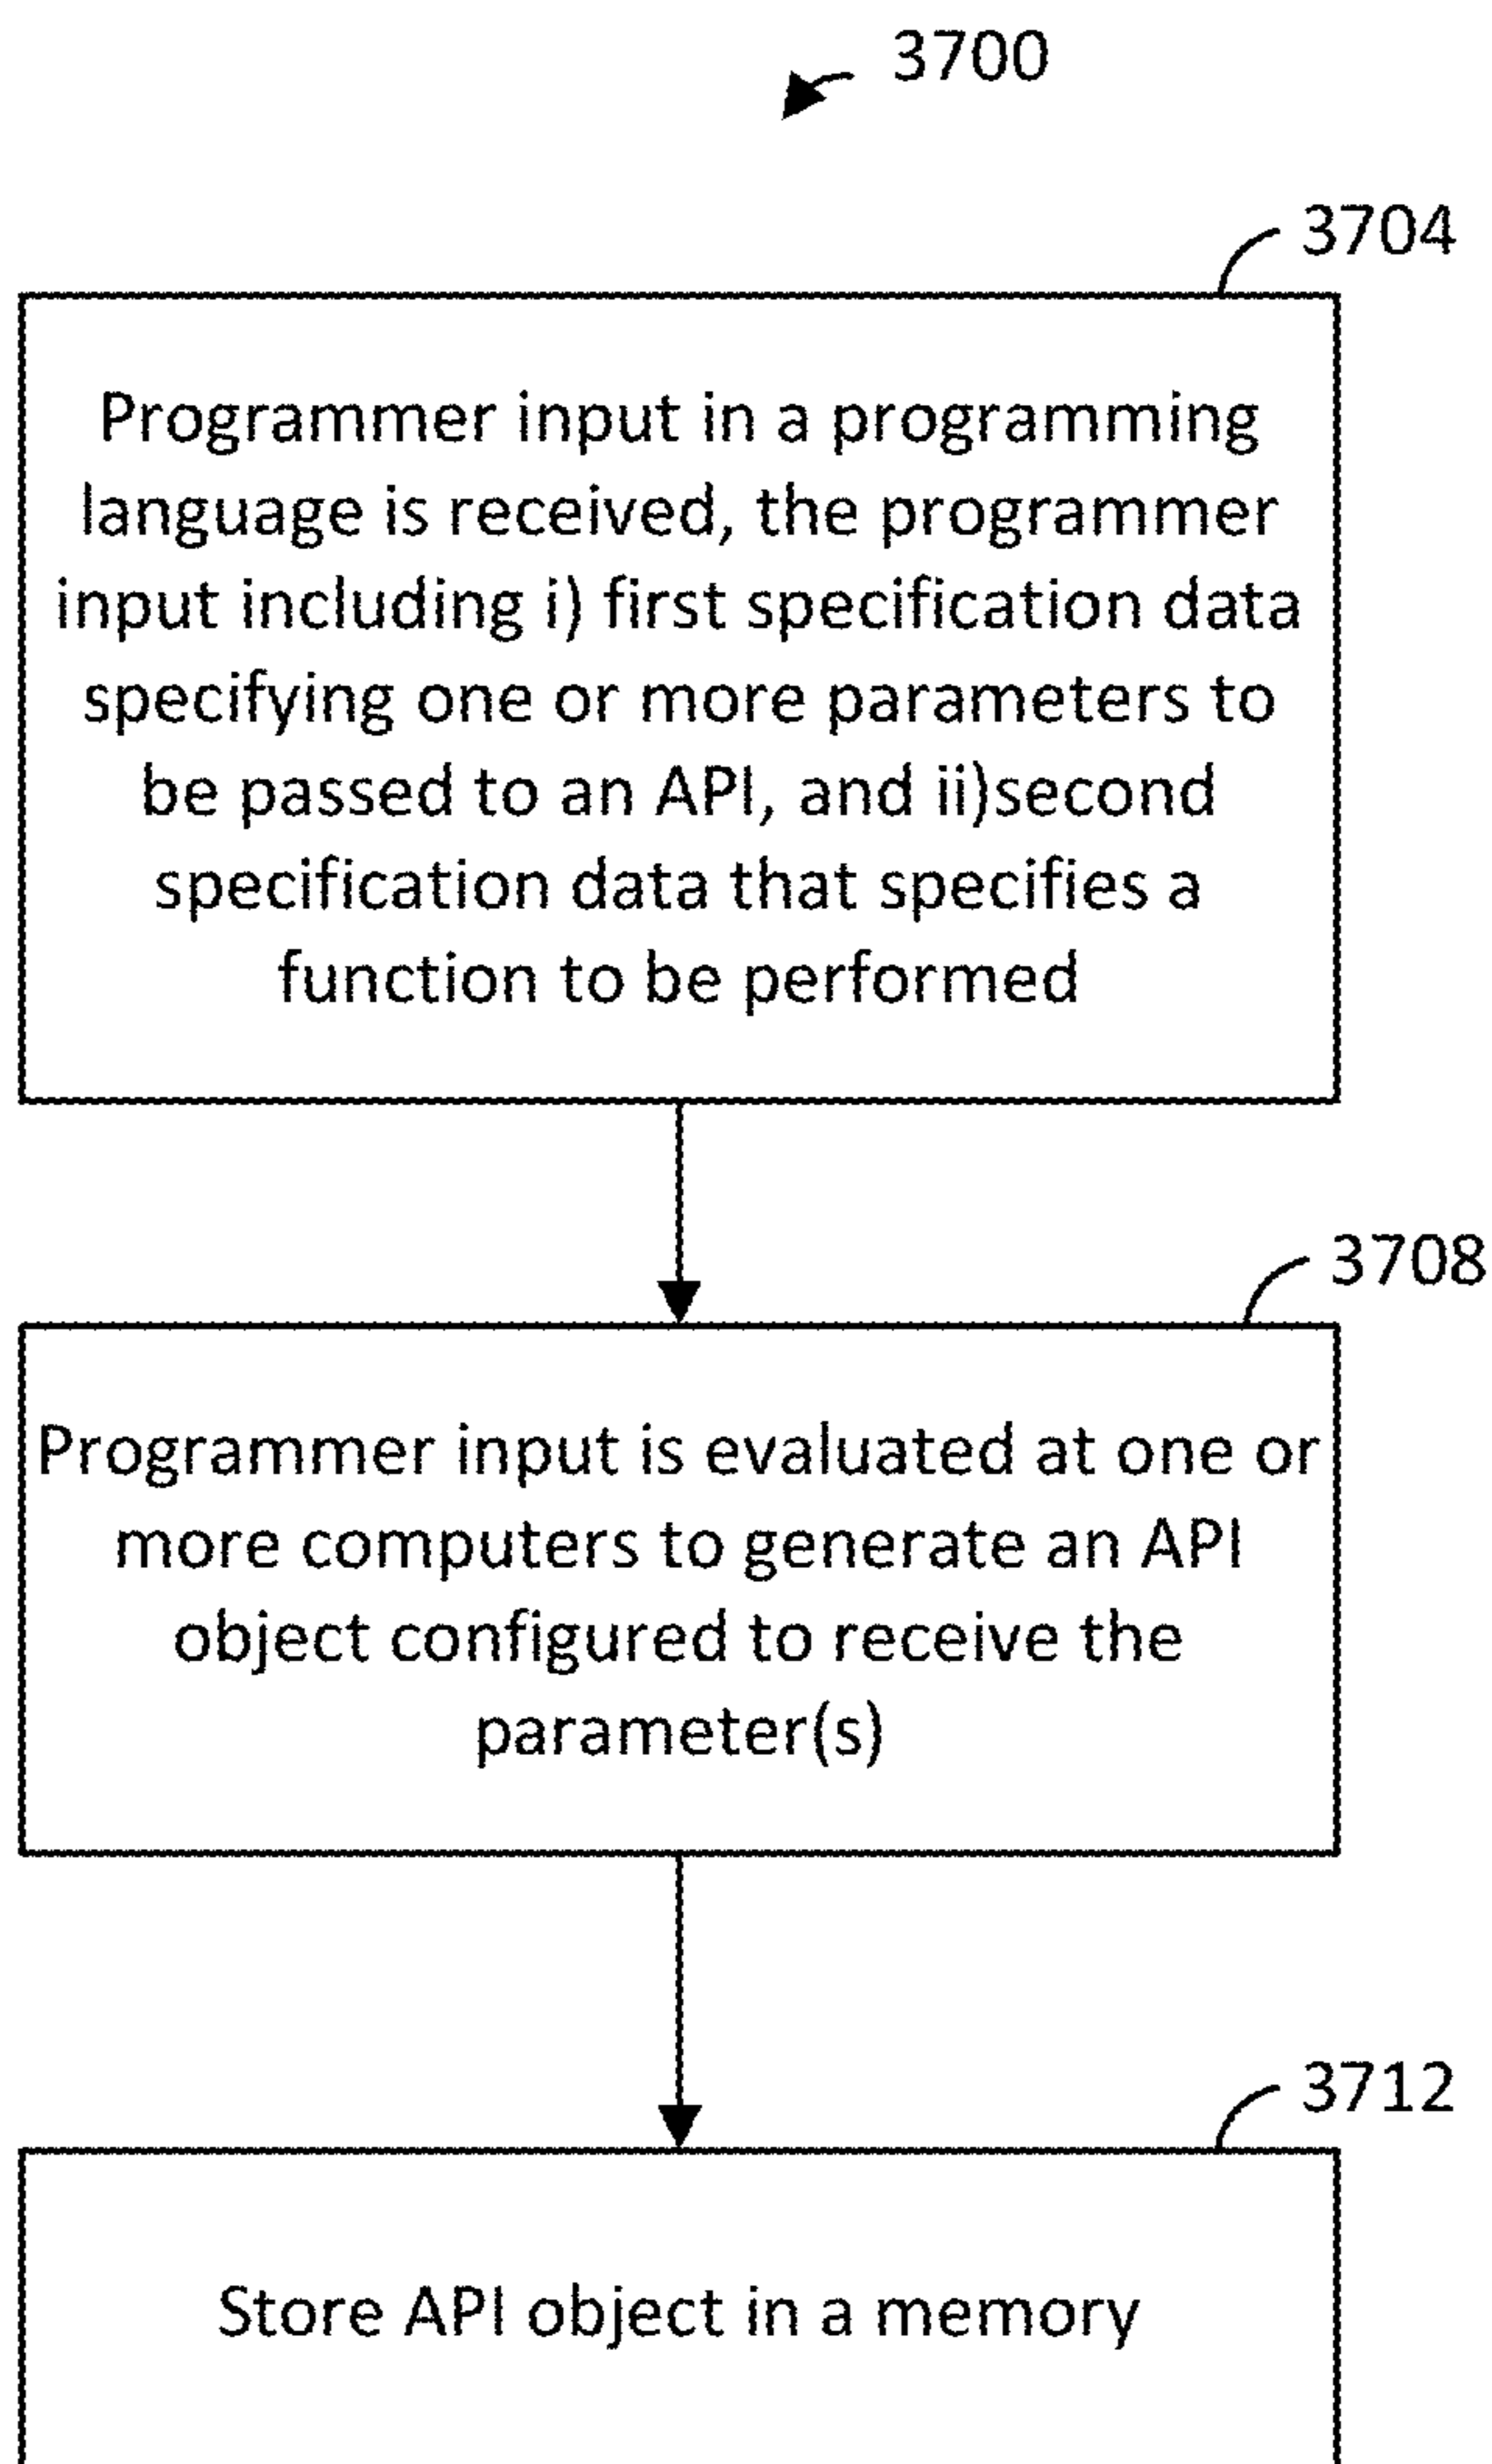 3700
3704
Programmer input in a programming
language is received, the programmer
input including i) first specification data
specifying one or more parameters to
be passed to an API, and ii)second
specification data that specifies a
function to be performed
3708
Programmer input is evaluated at one or
more computers to generate an API
object configured to receive the
parameter(s)
3712
Store API object in a memory